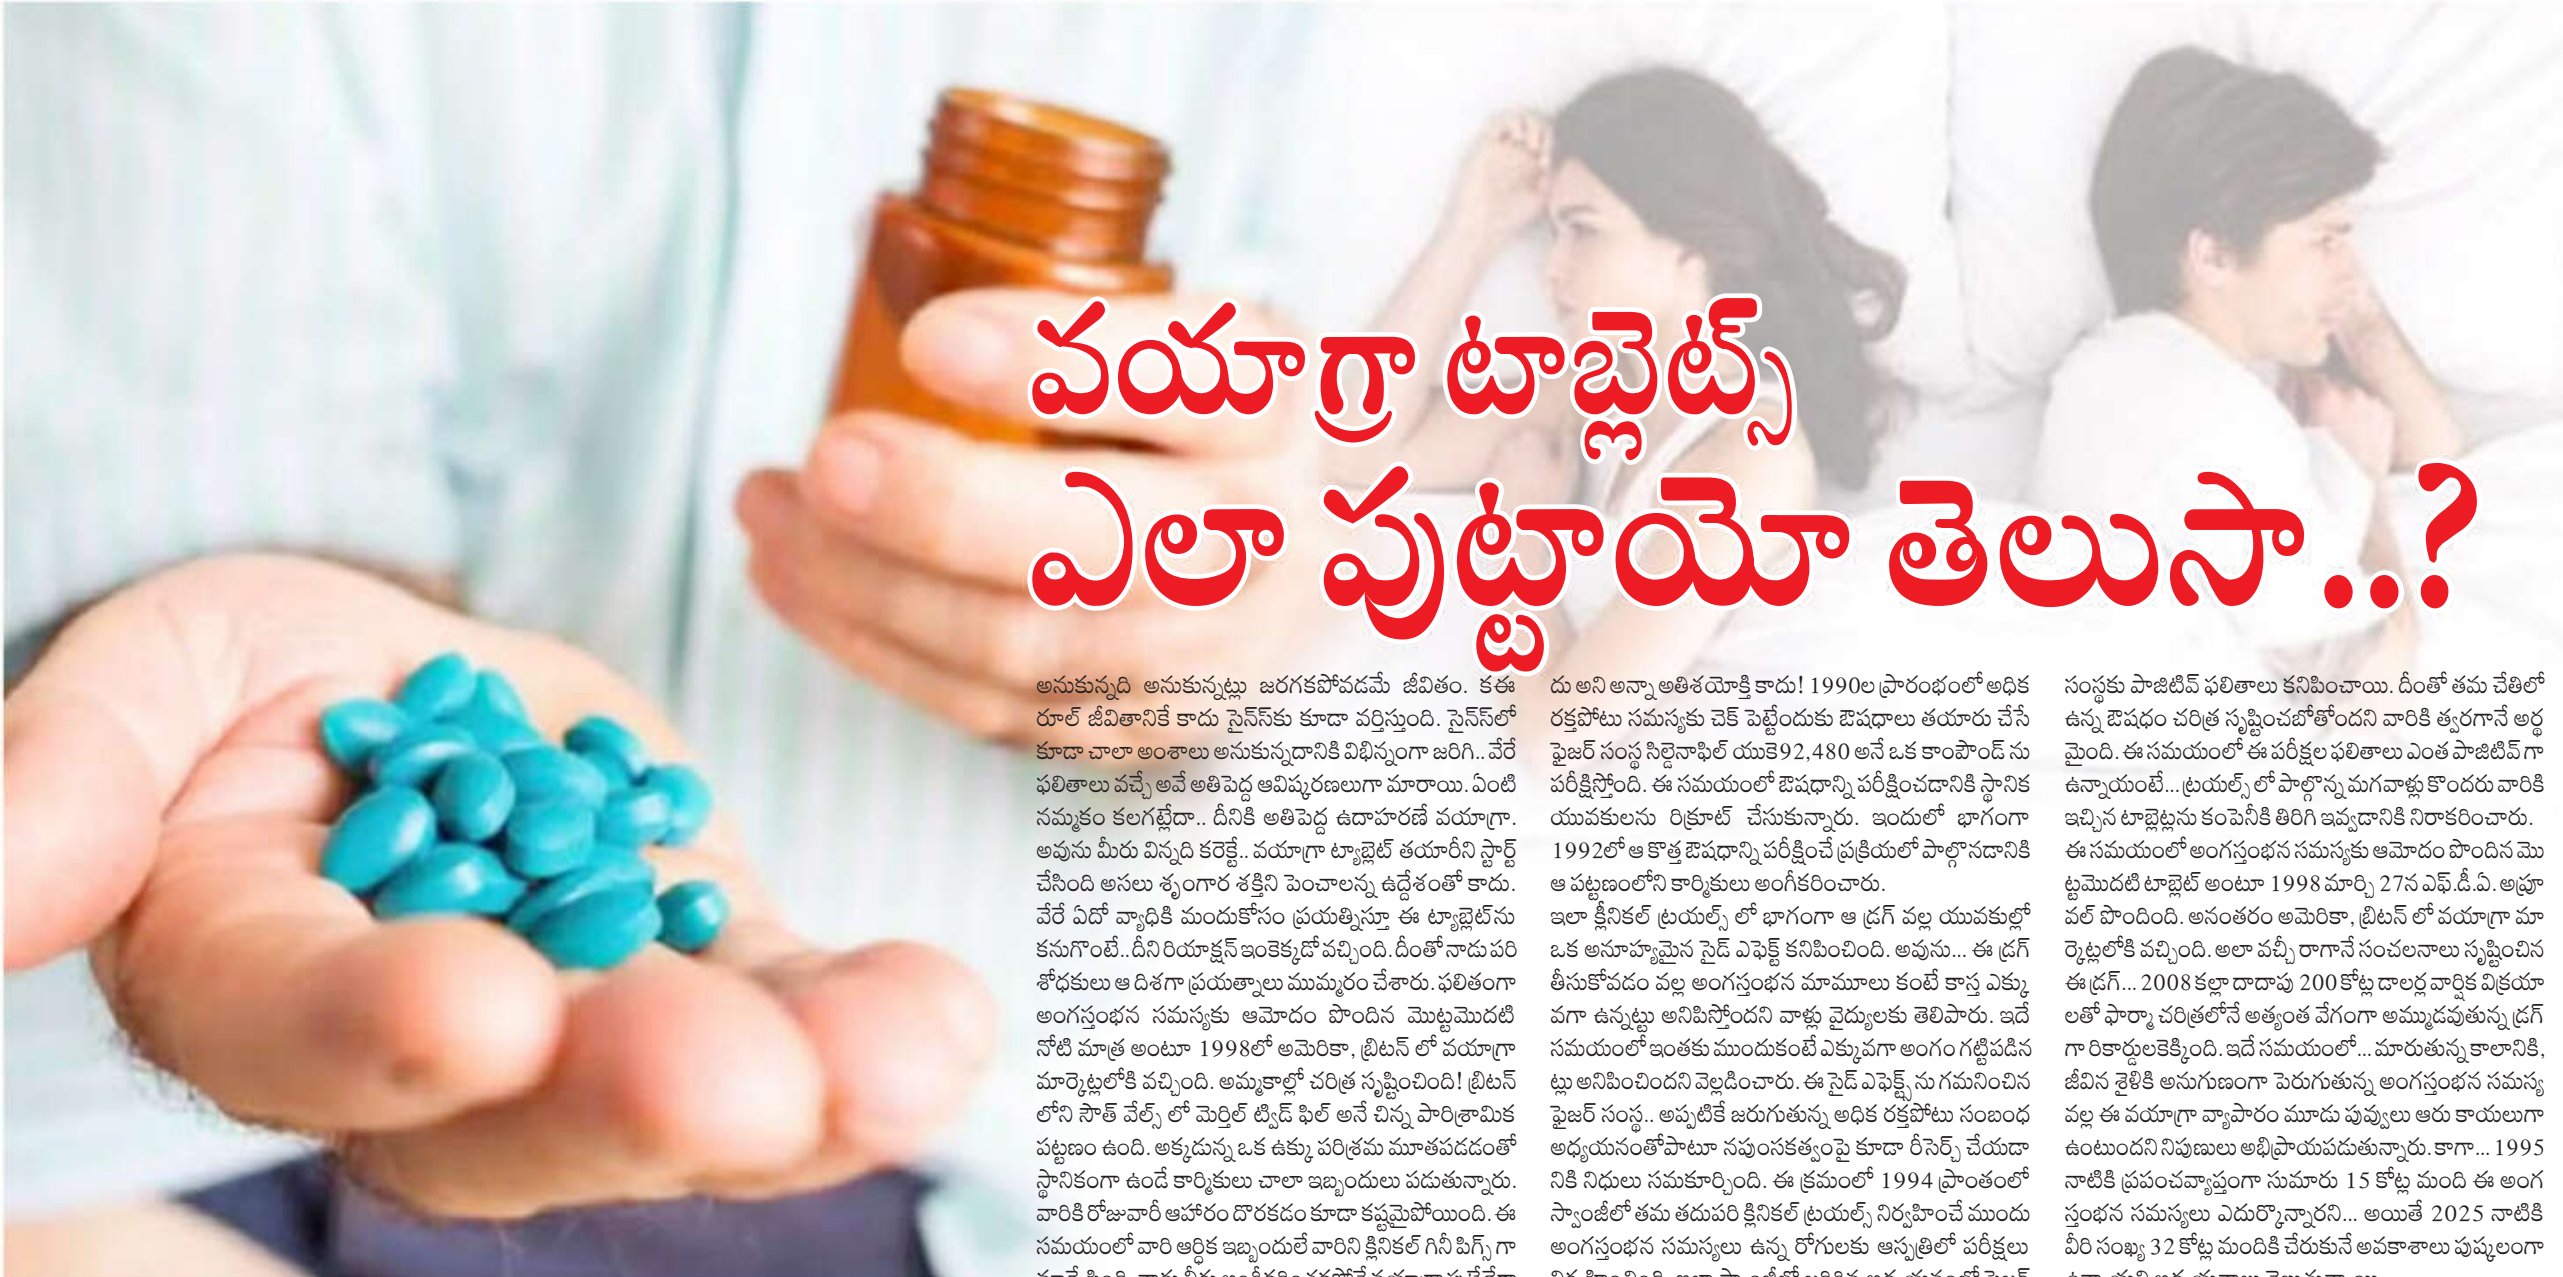 వయాగ్రా టాబ్లెట్స్
ఎలా పుట్టాయో తెలుసా..?
అనుకున్నది అనుకున్నట్లు జరగకపోవడమే జీవితం. కఈ
రూల్ జీవితానికే కాదు సైన్స్‌కు కూడా వర్తిస్తుంది. సైన్స్‌లో
కూడా చాలా అంశాలు అనుకున్నదానికి విభిన్నంగా జరిగి.. వేరే
ఫలితాలు వచ్చే అవే అతిపెద్ద ఆవిష్కరణలుగా మారాయి. ఏంటి
నమ్మకం కలగట్లేదా.. దీనికి అతిపెద్ద ఉదాహరణే వయాగ్రా.
అవును మీరు విన్నది కరెక్టే.. వయాగ్రా ట్యాబ్లెట్ తయారీని స్టార్ట్
చేసింది అసలు శృంగార శక్తిని పెంచాలన్న ఉద్దేశంతో కాదు.
వేరే ఏదో వ్యాధికి మందుకోసం ప్రయత్నిస్తూ ఈ ట్యాబ్లెట్‌ను
కనుగొంటే..దీని రియాక్షన్ ఇంకెక్కడో వచ్చింది.దీంతో నాడు పరి
శోధకులు ఆ దిశగా ప్రయత్నాలు ముమ్మరం చేశారు. ఫలితంగా
అంగస్తంభన సమస్యకు ఆమోదం పొందిన మొట్టమొదటి
నోటి మాత్ర అంటూ 1998లో అమెరికా, బ్రిటన్ లో వయాగ్రా
మార్కెట్లలోకి వచ్చింది. అమ్మకాల్లో చరిత్ర సృష్టించింది! బ్రిటన్
లోని సౌత్ వేల్స్ లో మెర్తిల్ ట్విడ్ ఫిల్ అనే చిన్న పారిశ్రామిక
పట్టణం ఉంది. అక్కడున్న ఒక ఉక్కు పరిశ్రమ మూతపడడంతో
స్థానికంగా ఉండే కార్మికులు చాలా ఇబ్బందులు పడుతున్నారు.
వారికి రోజువారీ ఆహారం దొరకడం కూడా కష్టమైపోయింది. ఈ
సమయంలో వారి ఆర్థిక ఇబ్బందులే వారిని క్లినికల్ గినీ పిగ్స్ గా
దు అని అన్నా అతిశయోక్తి కాదు! 1990ల ప్రారంభంలో అధిక
రక్తపోటు సమస్యకు చెక్ పెట్టేందుకు ఔషధాలు తయారు చేసే
ఫైజర్ సంస్థ సిల్డెనాఫిల్ యుకె92,480 అనే ఒక కాంపౌండ్ ను
పరీక్షిస్తోంది. ఈ సమయంలో ఔషధాన్ని పరీక్షించడానికి స్థానిక
యువకులను రిక్రూట్ చేసుకున్నారు. ఇందులో భాగంగా
1992లో ఆ కొత్త ఔషధాన్ని పరీక్షించే ప్రక్రియలో పాల్గొనడానికి
ఆ పట్టణంలోని కార్మికులు అంగీకరించారు.
ఇలా క్లినికల్ ట్రయల్స్ లో భాగంగా ఆ డ్రగ్ వల్ల యువకుల్లో
ఒక అనూహ్యమైన సైడ్ ఎఫెక్ట్ కనిపించింది. అవును... ఈ డ్రగ్
తీసుకోవడం వల్ల అంగస్తంభన మామూలు కంటే కాస్త ఎక్కు
వగా ఉన్నట్టు అనిపిస్తోందని వాళ్లు వైద్యులకు తెలిపారు. ఇదే
సమయంలో ఇంతకు ముందుకంటే ఎక్కువగా అంగం గట్టిపడిన
ట్లు అనిపించిందని వెల్లడించారు. ఈ సైడ్ ఎఫెక్ట్స్ ను గమనించిన
ఫైజర్ సంస్థ.. అప్పటికే జరుగుతున్న అధిక రక్తపోటు సంబంధ
అధ్యయనంతోపాటూ నపుంసకత్వంపై కూడా రీసెర్చ్ చేయడా
నికి నిధులు సమకూర్చింది. ఈ క్రమంలో 1994 ప్రాంతంలో
స్వాంజీలో తమ తదుపరి క్లినికల్ ట్రయల్స్ నిర్వహించే ముందు
అంగస్తంభన సమస్యలు ఉన్న రోగులకు ఆస్పత్రిలో పరీక్షలు
సంస్థకు పాజిటివ్ ఫలితాలు కనిపించాయి. దీంతో తమ చేతిలో
ఉన్న ఔషధం చరిత్ర సృష్టించబోతోందని వారికి త్వరగానే అర్థ
మైంది. ఈ సమయంలో ఈ పరీక్షల ఫలితాలు ఎంత పాజిటివ్ గా
ఉన్నాయంటే... ట్రయల్స్ లో పాల్గొన్న మగవాళ్లు కొందరు వారికి
ఇచ్చిన టాబ్లెట్లను కంపెనీకి తిరిగి ఇవ్వడానికి నిరాకరించారు.
ఈ సమయంలో అంగస్తంభన సమస్యకు ఆమోదం పొందిన మొ
ట్టమొదటి టాబ్లెట్ అంటూ 1998 మార్చి 27న ఎఫ్.డీ.ఏ. అప్రూ
వల్ పొందింది. అనంతరం అమెరికా, బ్రిటన్ లో వయాగ్రా మా
ర్కెట్లలోకి వచ్చింది. అలా వచ్చీ రాగానే సంచలనాలు సృష్టించిన
ఈ డ్రగ్... 2008 కల్లా దాదాపు 200 కోట్ల డాలర్ల వార్షిక విక్రయా
లతో ఫార్మా చరిత్రలోనే అత్యంత వేగంగా అమ్ముడవుతున్న డ్రగ్
గా రికార్డులకెక్కింది. ఇదే సమయంలో... మారుతున్న కాలానికి,
జీవిన శైళికి అనుగుణంగా పెరుగుతున్న అంగస్తంభన సమస్య
వల్ల ఈ వయాగ్రా వ్యాపారం మూడు పువ్వులు ఆరు కాయలుగా
ఉంటుందని నిపుణులు అభిప్రాయపడుతున్నారు. కాగా... 1995
నాటికి ప్రపంచవ్యాప్తంగా సుమారు 15 కోట్ల మంది ఈ అంగ
స్తంభన సమస్యలు ఎదుర్కొన్నారని... అయితే 2025 నాటికి
వీరి సంఖ్య 32 కోట్ల మందికి చేరుకునే అవకాశాలు పుష్కలంగా